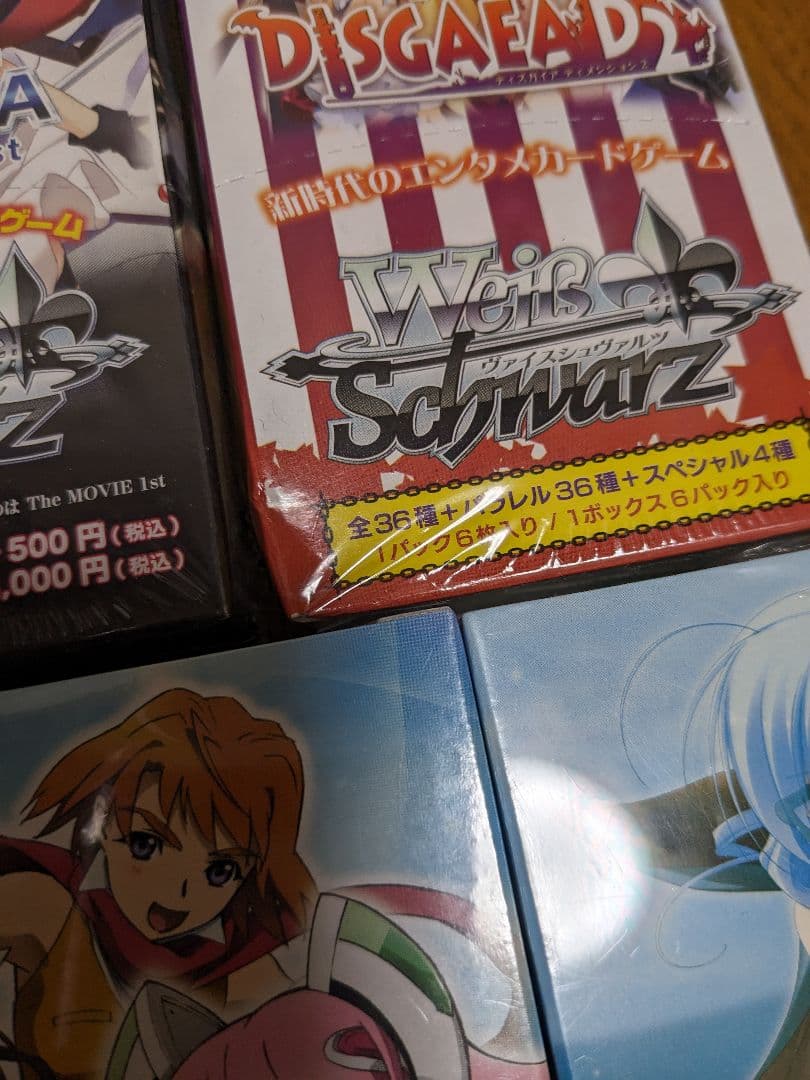 A
st
ゲーム
z
は The MOVIE 1st
500円(税込)
,000円(税込)
DISGAEA D2
ディスガイア ディメンション2
新時代のエンタメカードゲーム
Weiß
ヴァイスシュヴァルツ
Schwarz
全36種+パラレル36種+スペシャル4種
1パック6枚入り/1ボックス6パック入り